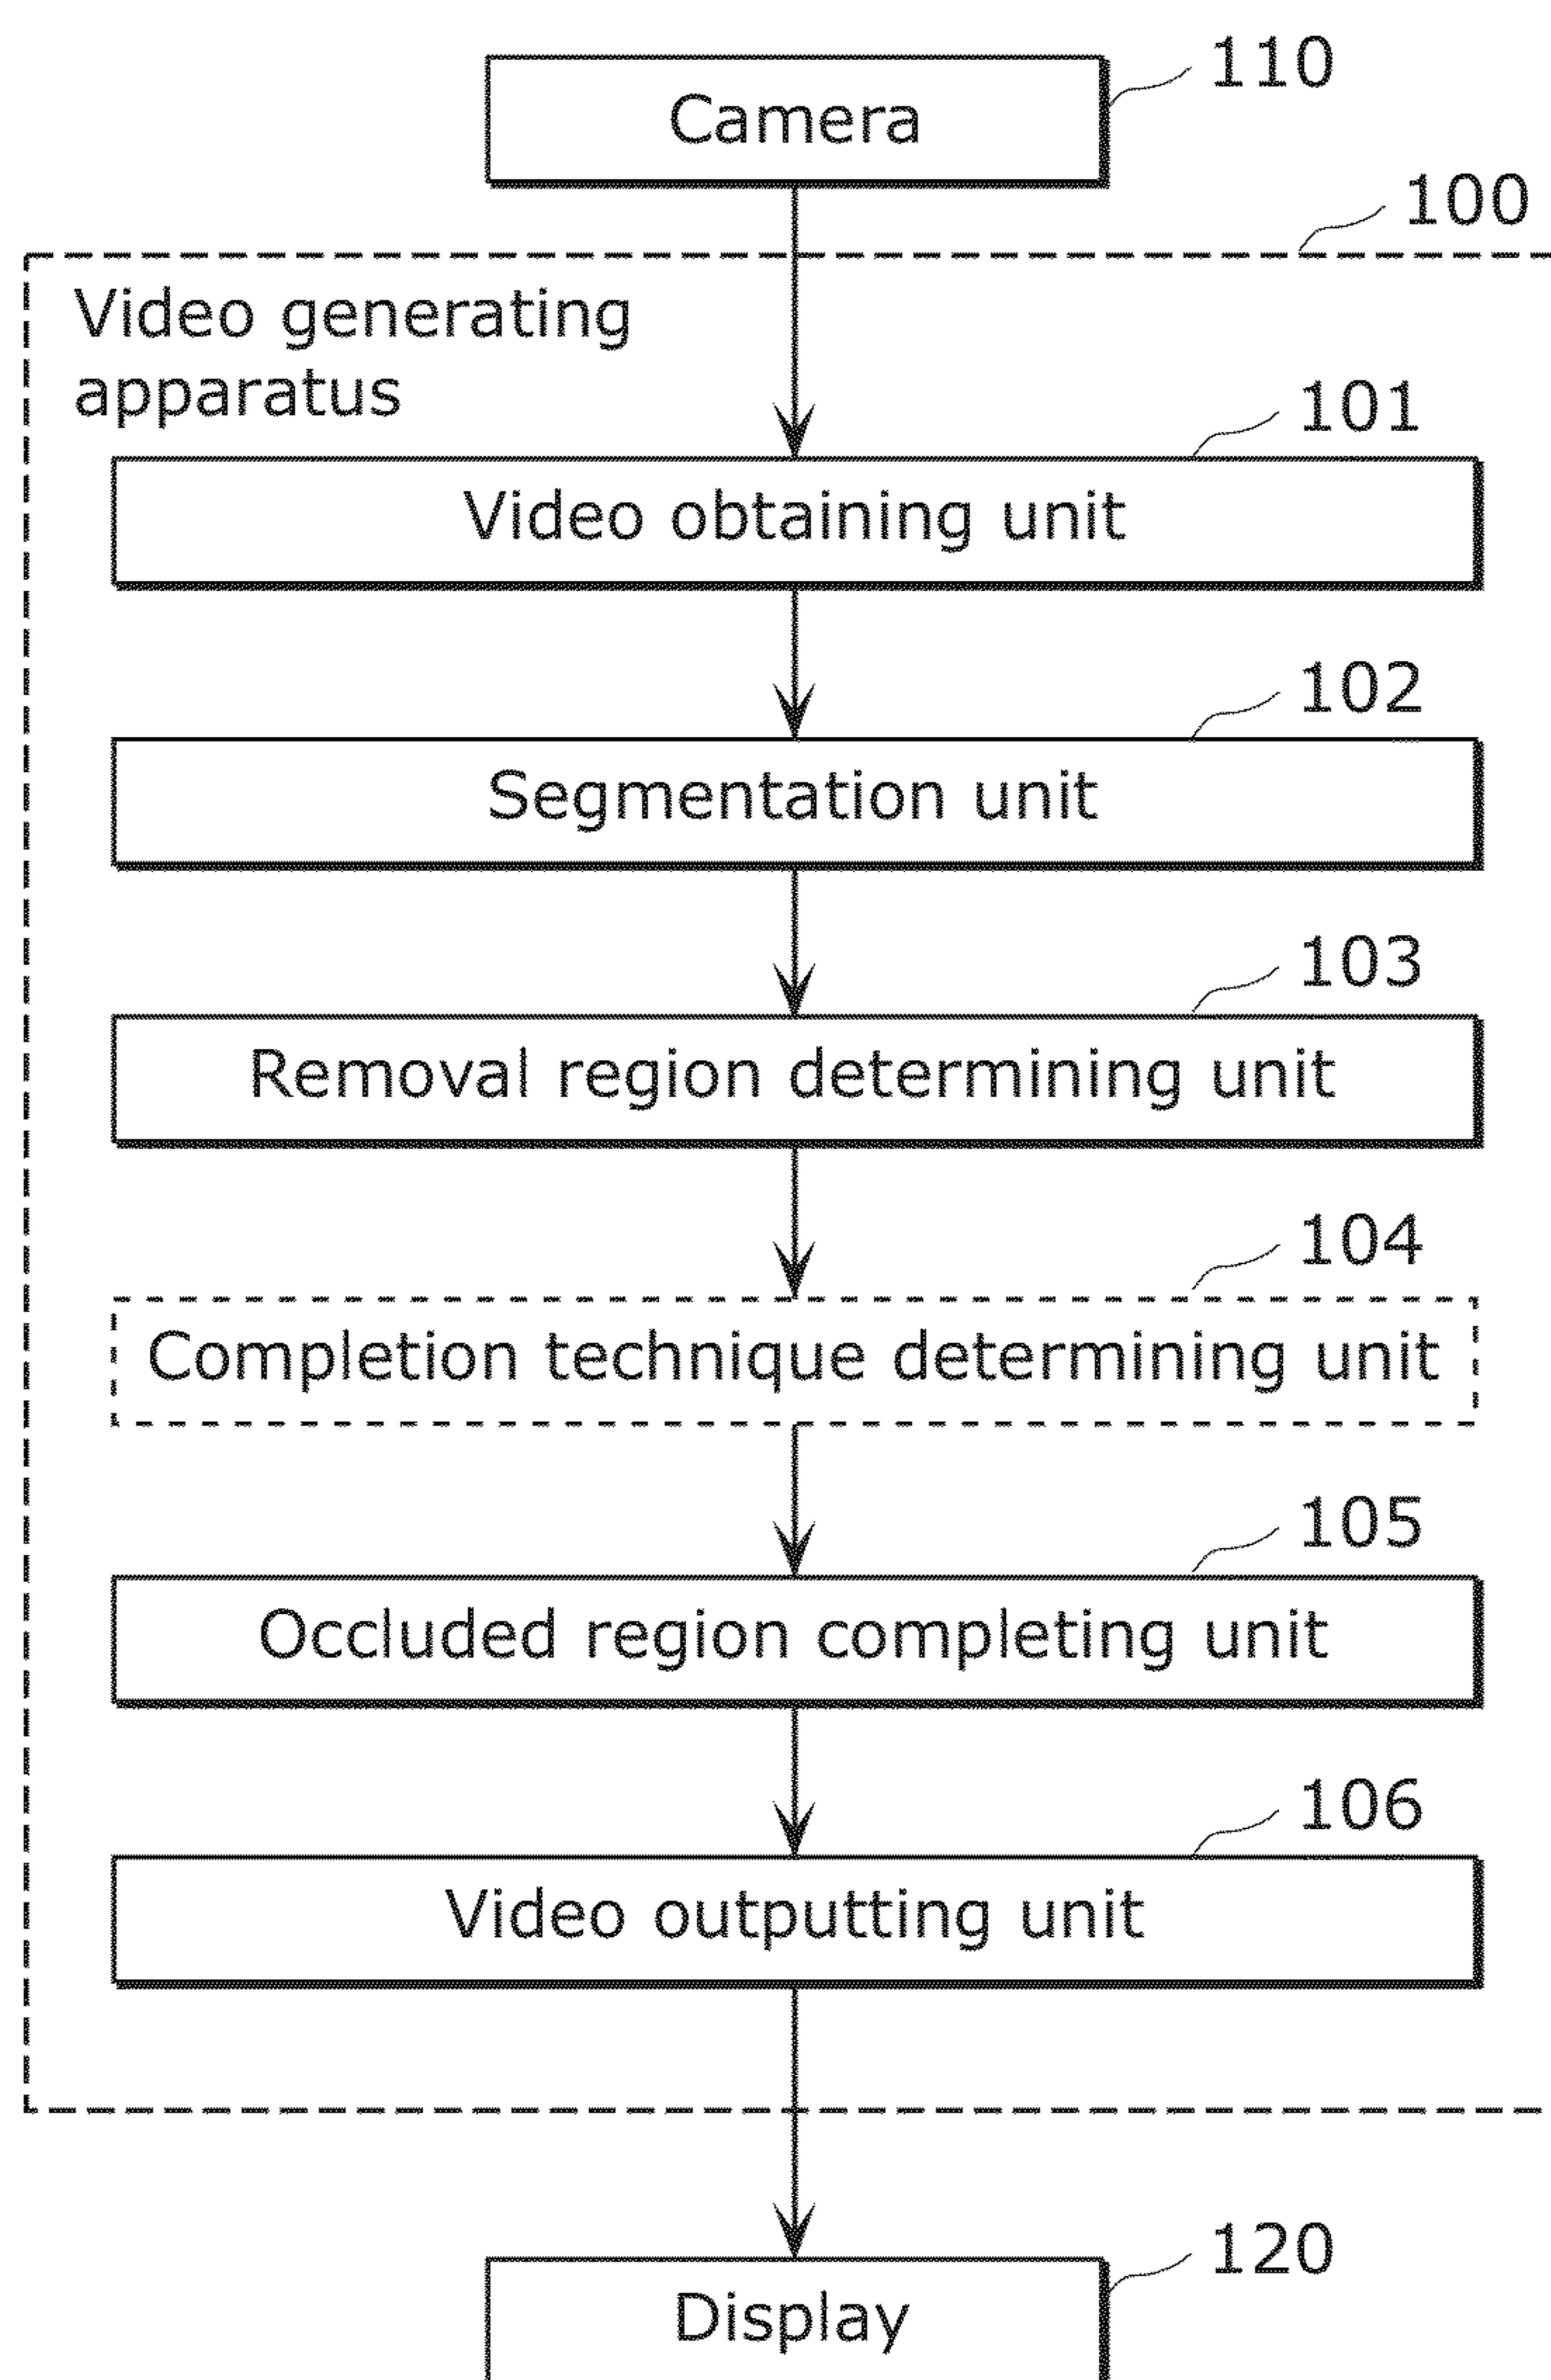 110
Camera
100
Video generating
apparatus
101
Video obtaining unit
102
Segmentation unit
103
Removal region determining unit
104
Completion technique determining unit
105
Occluded region completing unit
106
Video outputting unit
120
Display